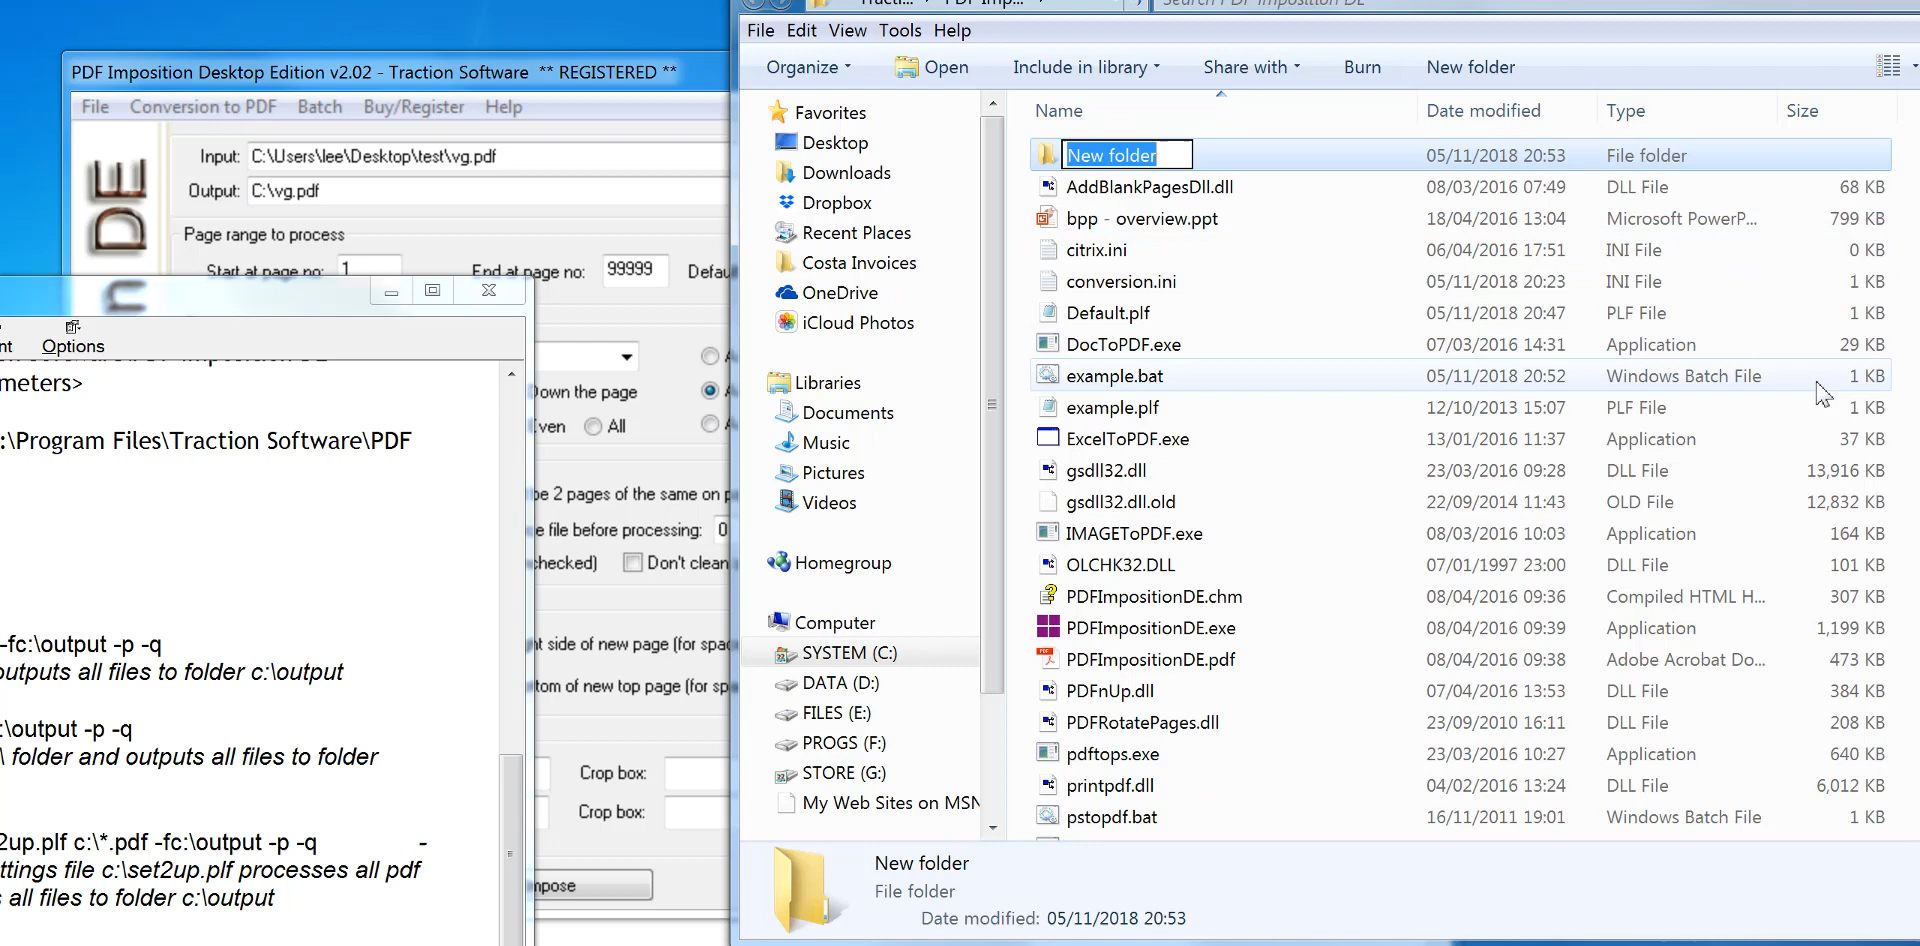 PDF Imposition Desktop Edition v2.02 - Traction Software ** REGISTERED **
File Conversion to PDF Batch Buy/Register Help
DE
Input: C:\Users\lee\Desktop\test\vg.pdf
Output: C:\vg.pdf
Page range to process
Start at page no: 1 End at page no: 99999
Down the page
All
be 2 pages of the same on
file before processing: 0
checked) Don't clean
side of new page (for
of new top page (for
Crop box:
Crop box:
Options
meters>
:\Program Files\Traction Software\PDF
-fc:\output -p -q
outputs all files to folder c:\output
:\output -p -q
\ folder and outputs all files to folder
2up.plf c:\*.pdf -fc:\output -p -q -
ttings file c:\set2up.plf processes all pdf
s all files to folder c:\output
Search PDF Imposition DE
File Edit View Tools Help
Organize Open Include in library Share with Burn New folder
Favorites
Desktop
Downloads
Dropbox
Recent Places
Costa Invoices
OneDrive
iCloud Photos
Libraries
Documents
Music
Pictures
Videos
Homegroup
Computer
SYSTEM (C:)
DATA (D:)
FILES (E:)
PROGS (F:)
STORE (G:)
My Web Sites on MSN
Name Date modified Type Size
New folder 05/11/2018 20:53 File folder
AddBlankPagesDll.dll 08/03/2016 07:49 DLL File 68 KB
bpp - overview.ppt 18/04/2016 13:04 Microsoft PowerP... 799 KB
citrix.ini 06/04/2016 17:51 INI File 0 KB
conversion.ini 05/11/2018 20:23 INI File 1 KB
Default.plf 05/11/2018 20:47 PLF File 1 KB
DocToPDF.exe 07/03/2016 14:31 Application 29 KB
example.bat 05/11/2018 20:52 Windows Batch File 1 KB
example.plf 12/10/2013 15:07 PLF File 1 KB
ExcelToPDF.exe 13/01/2016 11:37 Application 37 KB
gsdll32.dll 23/03/2016 09:28 DLL File 13,916 KB
gsdll32.dll.old 22/09/2014 11:43 OLD File 12,832 KB
IMAGEToPDF.exe 08/03/2016 10:03 Application 164 KB
OLCHK32.DLL 07/01/1997 23:00 DLL File 101 KB
PDFImpositionDE.chm 08/04/2016 09:36 Compiled HTML H... 307 KB
PDFImpositionDE.exe 08/04/2016 09:39 Application 1,199 KB
PDFImpositionDE.pdf 08/04/2016 09:38 Adobe Acrobat Do... 473 KB
PDFnUp.dll 07/04/2016 13:53 DLL File 384 KB
PDFRotatePages.dll 23/09/2010 16:11 DLL File 208 KB
pdftops.exe 23/03/2016 10:27 Application 640 KB
printpdf.dll 04/02/2016 13:24 DLL File 6,012 KB
pstopdf.bat 16/11/2011 19:01 Windows Batch File 1 KB
New folder
File folder
Date modified: 05/11/2018 20:53